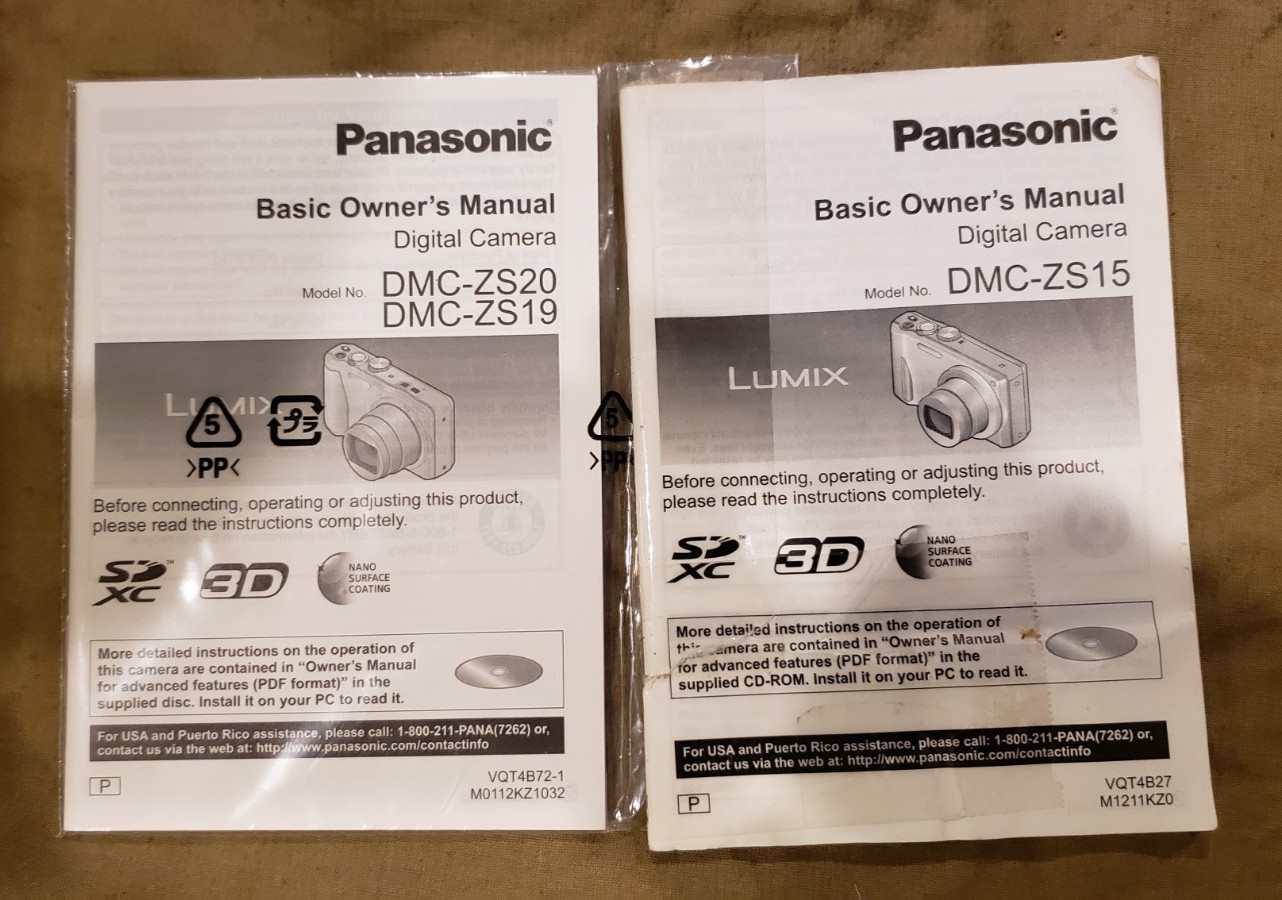 Panasonic®
Basic Owner's Manual
Digital Camera
Model No. DMC-ZS20
DMC-ZS19
LUMIX
5
プラ
>PP<
Before connecting, operating or adjusting this product,
please read the instructions completely.
SD XC™
3D
NANO
SURFACE
COATING
More detailed instructions on the operation of
this camera are contained in “Owner's Manual
for advanced features (PDF format)” in the
supplied disc. Install it on your PC to read it.
For USA and Puerto Rico assistance, please call: 1-800-211-PANA(7262) or,
contact us via the web at: http://www.panasonic.com/contactinfo
P
VQT4B72-1
M0112KZ1032
5
>PP
Panasonic®
Basic Owner's Manual
Digital Camera
Model No. DMC-ZS15
LUMIX
Before connecting, operating or adjusting this product,
please read the instructions completely.
SD XC™
3D
NANO
SURFACE
COATING
More detailed instructions on the operation of
this camera are contained in “Owner's Manual
for advanced features (PDF format)” in the
supplied CD-ROM. Install it on your PC to read it.
For USA and Puerto Rico assistance, please call: 1-800-211-PANA(7262) or,
contact us via the web at: http://www.panasonic.com/contactinfo
P
VQT4B27
M1211KZ0